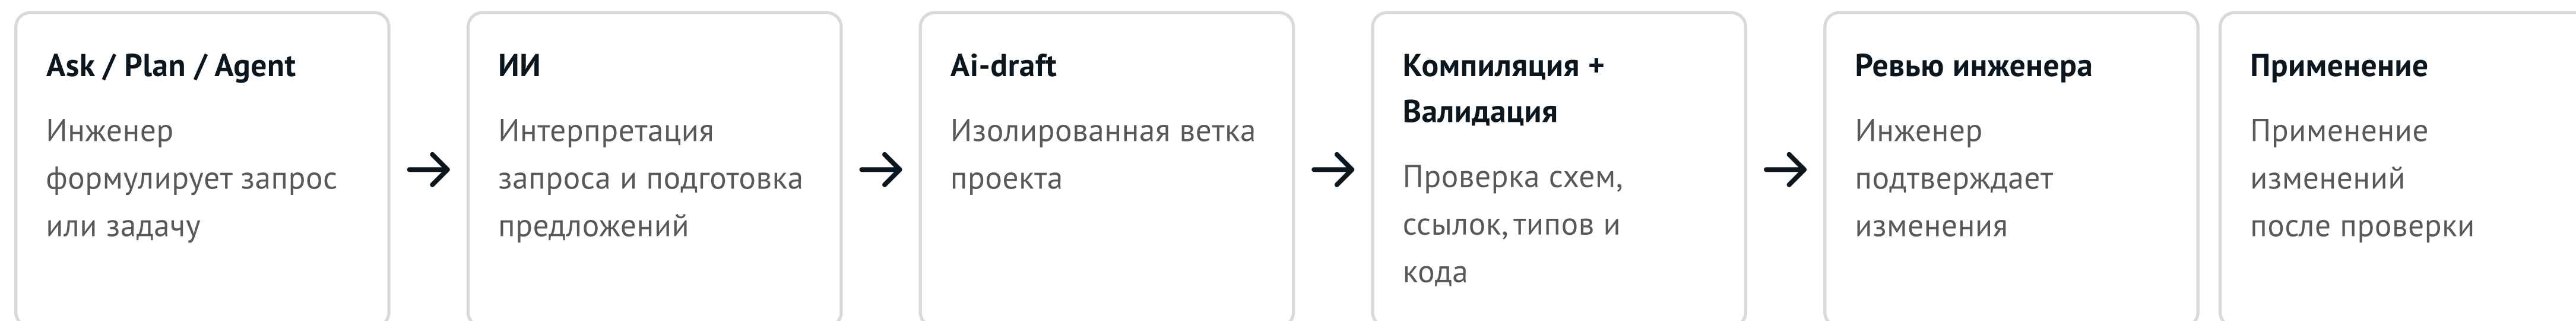 Ask / Plan / Agent
Инженер
формулирует запрос
или задачу
ИИ
Интерпретация
запроса и подготовка
предложений
Ai-draft
Изолированная ветка
проекта
Компиляция +
Валидация
Проверка схем,
ссылок, типов и
кода
Ревью инженера
Инженер
подтверждает
изменения
Применение
Применение
изменений
после проверки